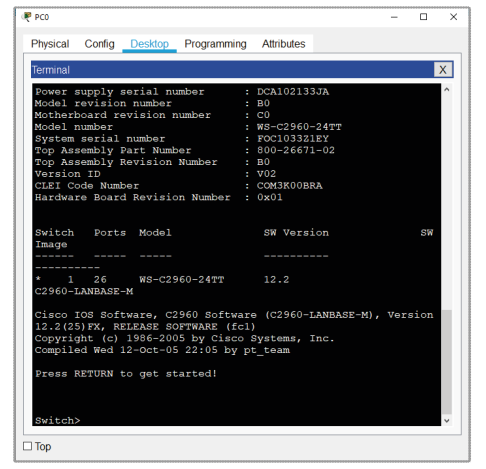 PC0
Physical Config Desktop Programming Attributes
Terminal X
Power supply serial number : DCA102133JA
Model revision number : B0
Motherboard revision number : C0
Model number : WS-C2960-24TT
System serial number : FOC1033Z1EY
Top Assembly Part Number : 800-26671-02
Top Assembly Revision Number : B0
Version ID : V02
CLEI Code Number : COM3K00BRA
Hardware Board Revision Number : 0x01
Switch Ports Model SW Version SW
Image
------ ----- ----- ----------
----------
* 1 26 WS-C2960-24TT 12.2
C2960-LANBASE-M
Cisco IOS Software, C2960 Software (C2960-LANBASE-M), Version
12.2(25)FX, RELEASE SOFTWARE (fc1)
Copyright (c) 1986-2005 by Cisco Systems, Inc.
Compiled Wed 12-Oct-05 22:05 by pt_team
Press RETURN to get started!
Switch>
Top